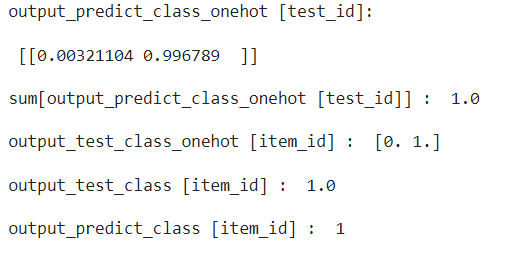 output_predict_class_onehot [test_id]:
[[0.00321104 0.996789  ]]
sum[output_predict_class_onehot [test_id]] :  1.0
output_test_class_onehot [item_id] :  [0. 1.]
output_test_class [item_id] :  1.0
output_predict_class [item_id] :  1